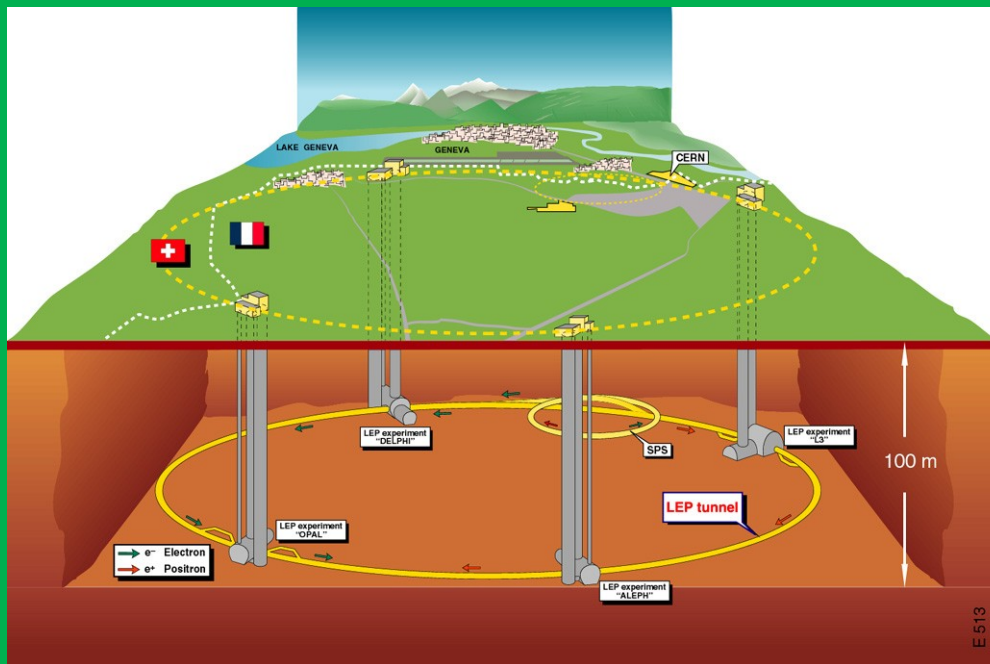 LAKE GENEVA
GENEVA
CERN
LEP experiment
"DELPHI"
SPS
LEP experiment
"L3"
100 m
LEP tunnel
LEP experiment
"OPAL"
e– Electron
e+ Positron
LEP experiment
"ALEPH"
E 513